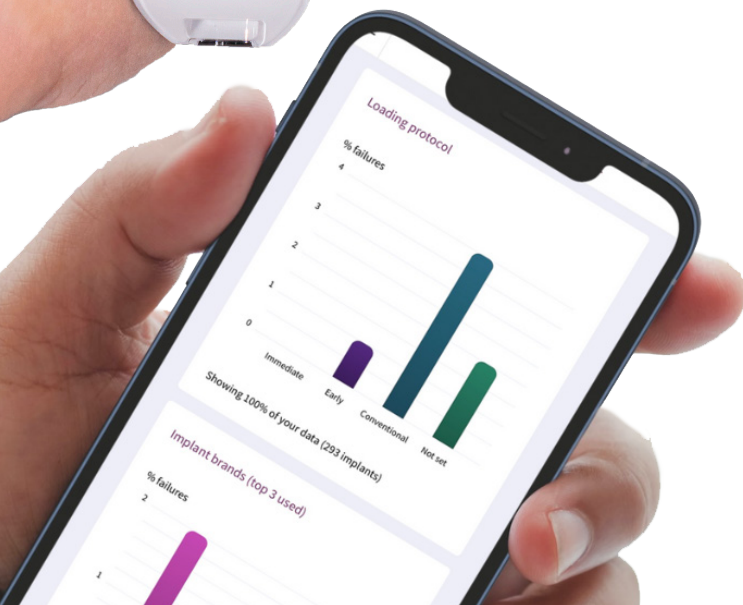 Loading protocol
% failures
4
3
2
1
0
Immediate
Early
Conventional
Not set
Showing 100% of your data (293 implants)
Implant brands (top 3 used)
% failures
2
1